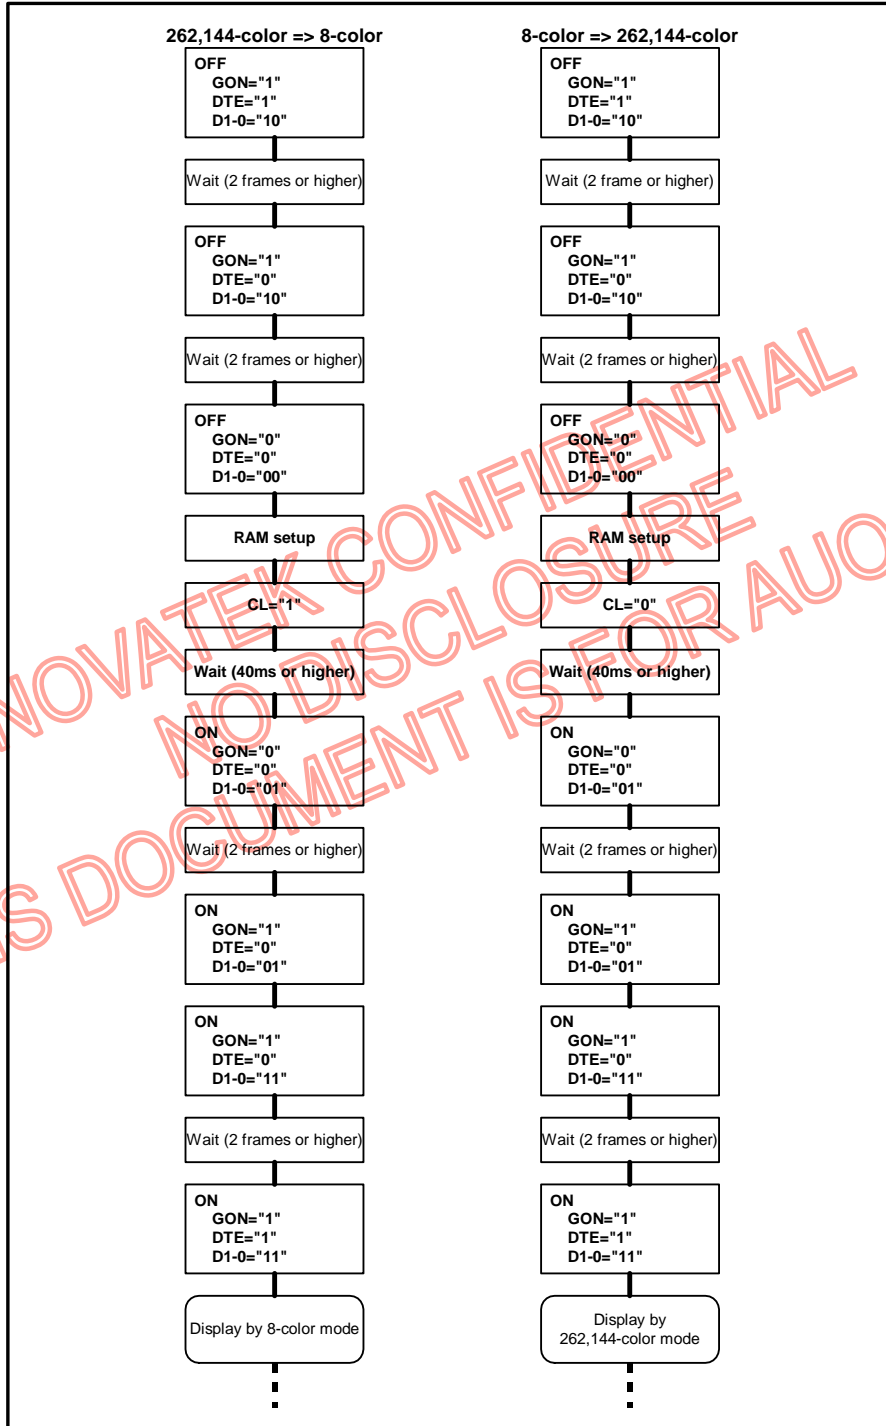 262,144-color => 8-color
OFF
GON="1"
DTE="1"
D1-0="10"
Wait (2 frames or higher)
OFF
GON="1"
DTE="0"
D1-0="10"
Wait (2 frames or higher)
OFF
GON="0"
DTE="0"
D1-0="00"
RAM setup
CL="1"
Wait (40ms or higher)
ON
GON="0"
DTE="0"
D1-0="01"
Wait (2 frames or higher)
ON
GON="1"
DTE="0"
D1-0="01"
ON
GON="1"
DTE="0"
D1-0="11"
Wait (2 frames or higher)
ON
GON="1"
DTE="1"
D1-0="11"
Display by 8-color mode
8-color => 262,144-color
OFF
GON="1"
DTE="1"
D1-0="10"
Wait (2 frame or higher)
OFF
GON="1"
DTE="0"
D1-0="10"
Wait (2 frames or higher)
OFF
GON="0"
DTE="0"
D1-0="00"
RAM setup
CL="0"
Wait (40ms or higher)
ON
GON="0"
DTE="0"
D1-0="01"
Wait (2 frames or higher)
ON
GON="1"
DTE="0"
D1-0="01"
ON
GON="1"
DTE="0"
D1-0="11"
Wait (2 frames or higher)
ON
GON="1"
DTE="1"
D1-0="11"
Display by
262,144-color mode
NOVATEK CONFIDENTIAL
NO DISCLOSURE
IS DOCUMENT IS FOR AUO